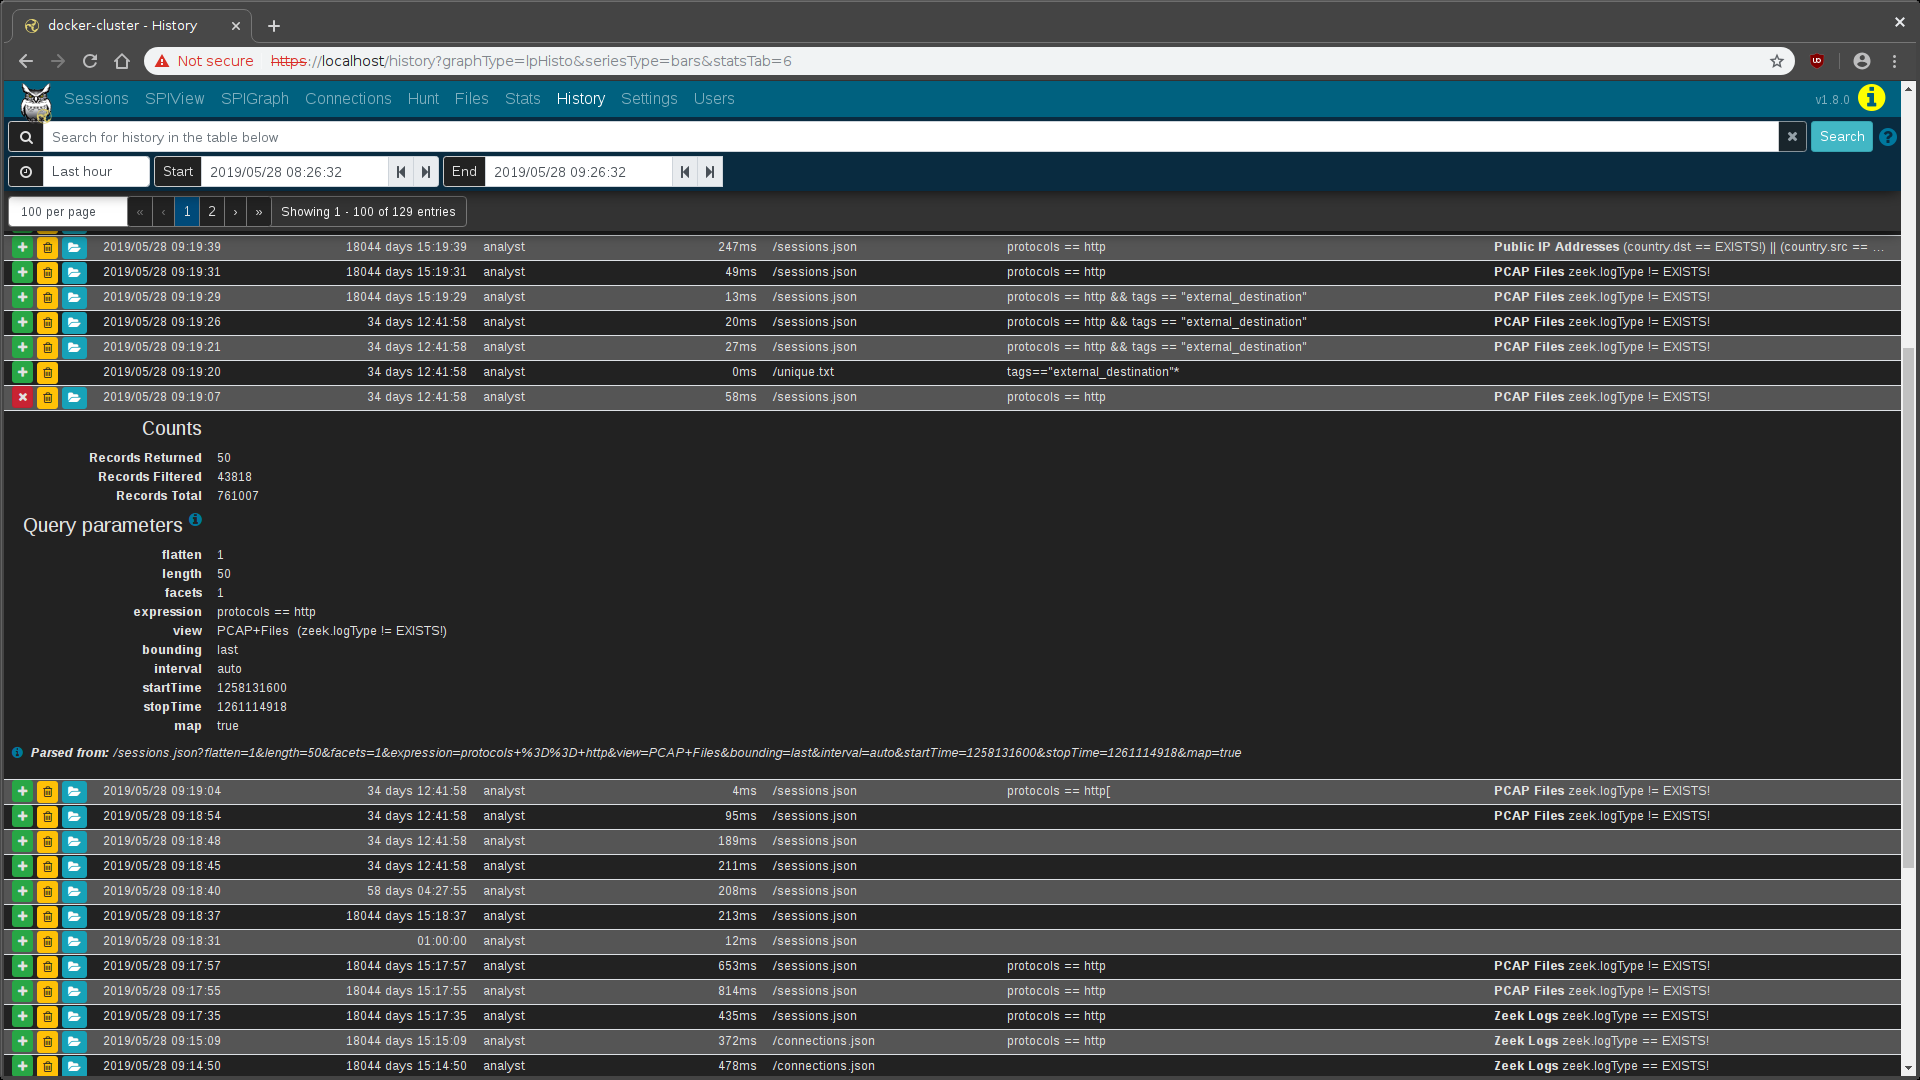 docker-cluster - History
Not secure https://localhost/history?graphType=lpHisto&seriesType=bars&statsTab=6
Sessions SPIView SPIGraph Connections Hunt Files Stats History Settings Users v1.8.0
Search for history in the table below Search
Last hour Start 2019/05/28 08:26:32 End 2019/05/28 09:26:32
100 per page « ‹ 1 2 › » Showing 1 - 100 of 129 entries
2019/05/28 09:19:39 18044 days 15:19:39 analyst 247ms /sessions.json protocols == http Public IP Addresses (country.dst == EXISTS!) || (country.src == ...
2019/05/28 09:19:31 18044 days 15:19:31 analyst 49ms /sessions.json protocols == http PCAP Files zeek.logType != EXISTS!
2019/05/28 09:19:29 18044 days 15:19:29 analyst 13ms /sessions.json protocols == http && tags == "external_destination" PCAP Files zeek.logType != EXISTS!
2019/05/28 09:19:26 34 days 12:41:58 analyst 20ms /sessions.json protocols == http && tags == "external_destination" PCAP Files zeek.logType != EXISTS!
2019/05/28 09:19:21 34 days 12:41:58 analyst 27ms /sessions.json protocols == http && tags == "external_destination" PCAP Files zeek.logType != EXISTS!
2019/05/28 09:19:20 34 days 12:41:58 analyst 0ms /unique.txt tags=="external_destination"*
2019/05/28 09:19:07 34 days 12:41:58 analyst 58ms /sessions.json protocols == http PCAP Files zeek.logType != EXISTS!
Counts
Records Returned 50
Records Filtered 43818
Records Total 761007
Query parameters
flatten 1
length 50
facets 1
expression protocols == http
view PCAP+Files (zeek.logType != EXISTS!)
bounding last
interval auto
startTime 1258131600
stopTime 1261114918
map true
Parsed from: /sessions.json?flatten=1&length=50&facets=1&expression=protocols+%3D%3D+http&view=PCAP+Files&bounding=last&interval=auto&startTime=1258131600&stopTime=1261114918&map=true
2019/05/28 09:19:04 34 days 12:41:58 analyst 4ms /sessions.json protocols == http[ PCAP Files zeek.logType != EXISTS!
2019/05/28 09:18:54 34 days 12:41:58 analyst 95ms /sessions.json PCAP Files zeek.logType != EXISTS!
2019/05/28 09:18:48 34 days 12:41:58 analyst 189ms /sessions.json
2019/05/28 09:18:45 34 days 12:41:58 analyst 211ms /sessions.json
2019/05/28 09:18:40 58 days 04:27:55 analyst 208ms /sessions.json
2019/05/28 09:18:37 18044 days 15:18:37 analyst 213ms /sessions.json
2019/05/28 09:18:31 01:00:00 analyst 12ms /sessions.json
2019/05/28 09:17:57 18044 days 15:17:57 analyst 653ms /sessions.json protocols == http PCAP Files zeek.logType != EXISTS!
2019/05/28 09:17:55 18044 days 15:17:55 analyst 814ms /sessions.json protocols == http PCAP Files zeek.logType != EXISTS!
2019/05/28 09:17:35 18044 days 15:17:35 analyst 435ms /sessions.json protocols == http Zeek Logs zeek.logType == EXISTS!
2019/05/28 09:15:09 18044 days 15:15:09 analyst 372ms /connections.json protocols == http Zeek Logs zeek.logType == EXISTS!
2019/05/28 09:14:50 18044 days 15:14:50 analyst 478ms /connections.json Zeek Logs zeek.logType == EXISTS!